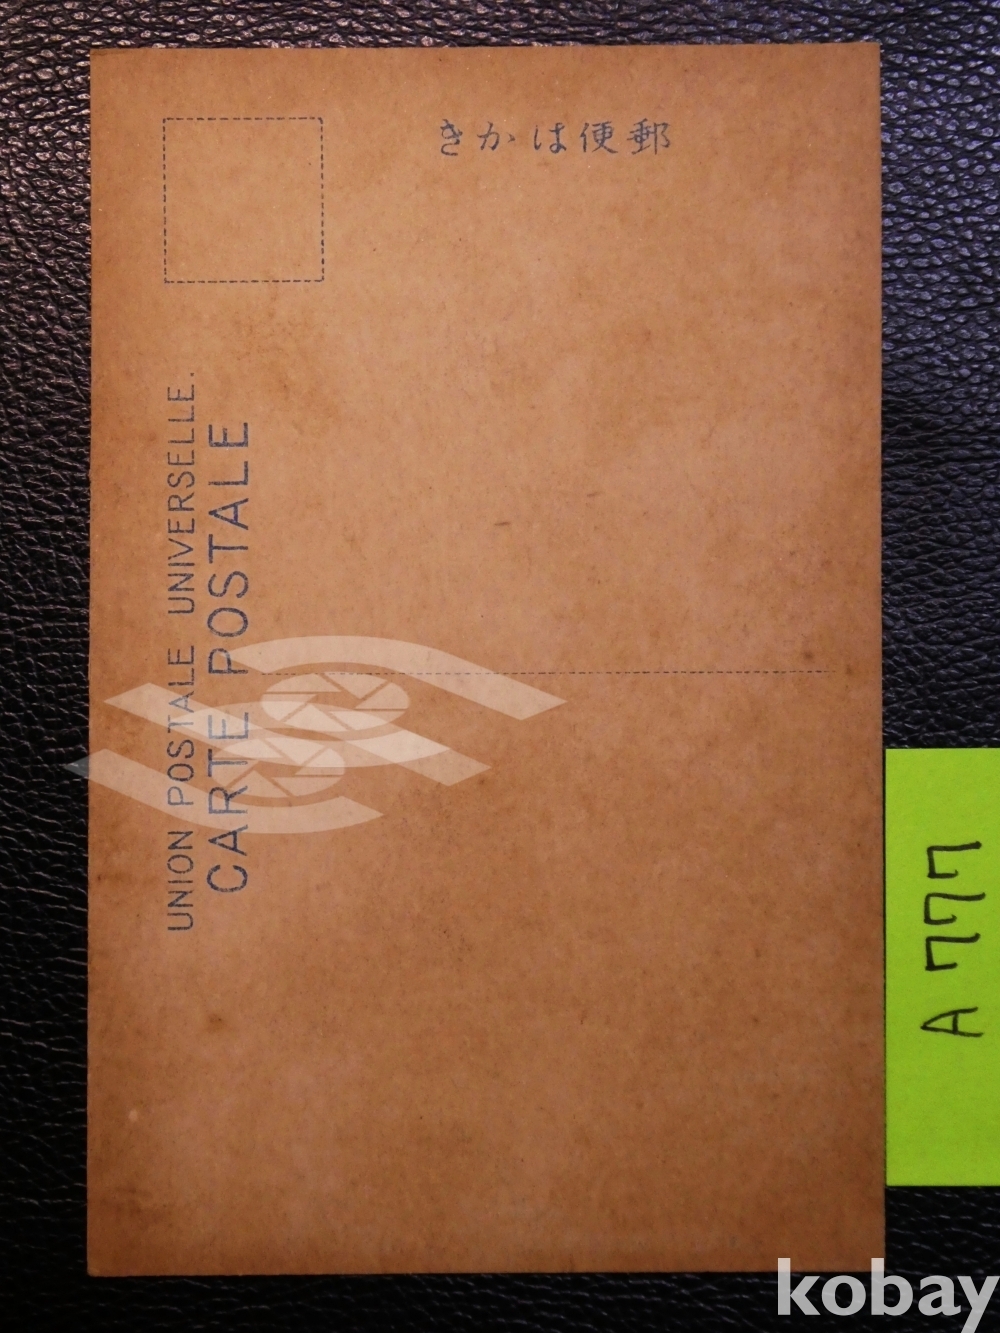 郵便はかき
UNION POSTALE UNIVERSELLE.
CARTE POSTALE
A 777
kobay